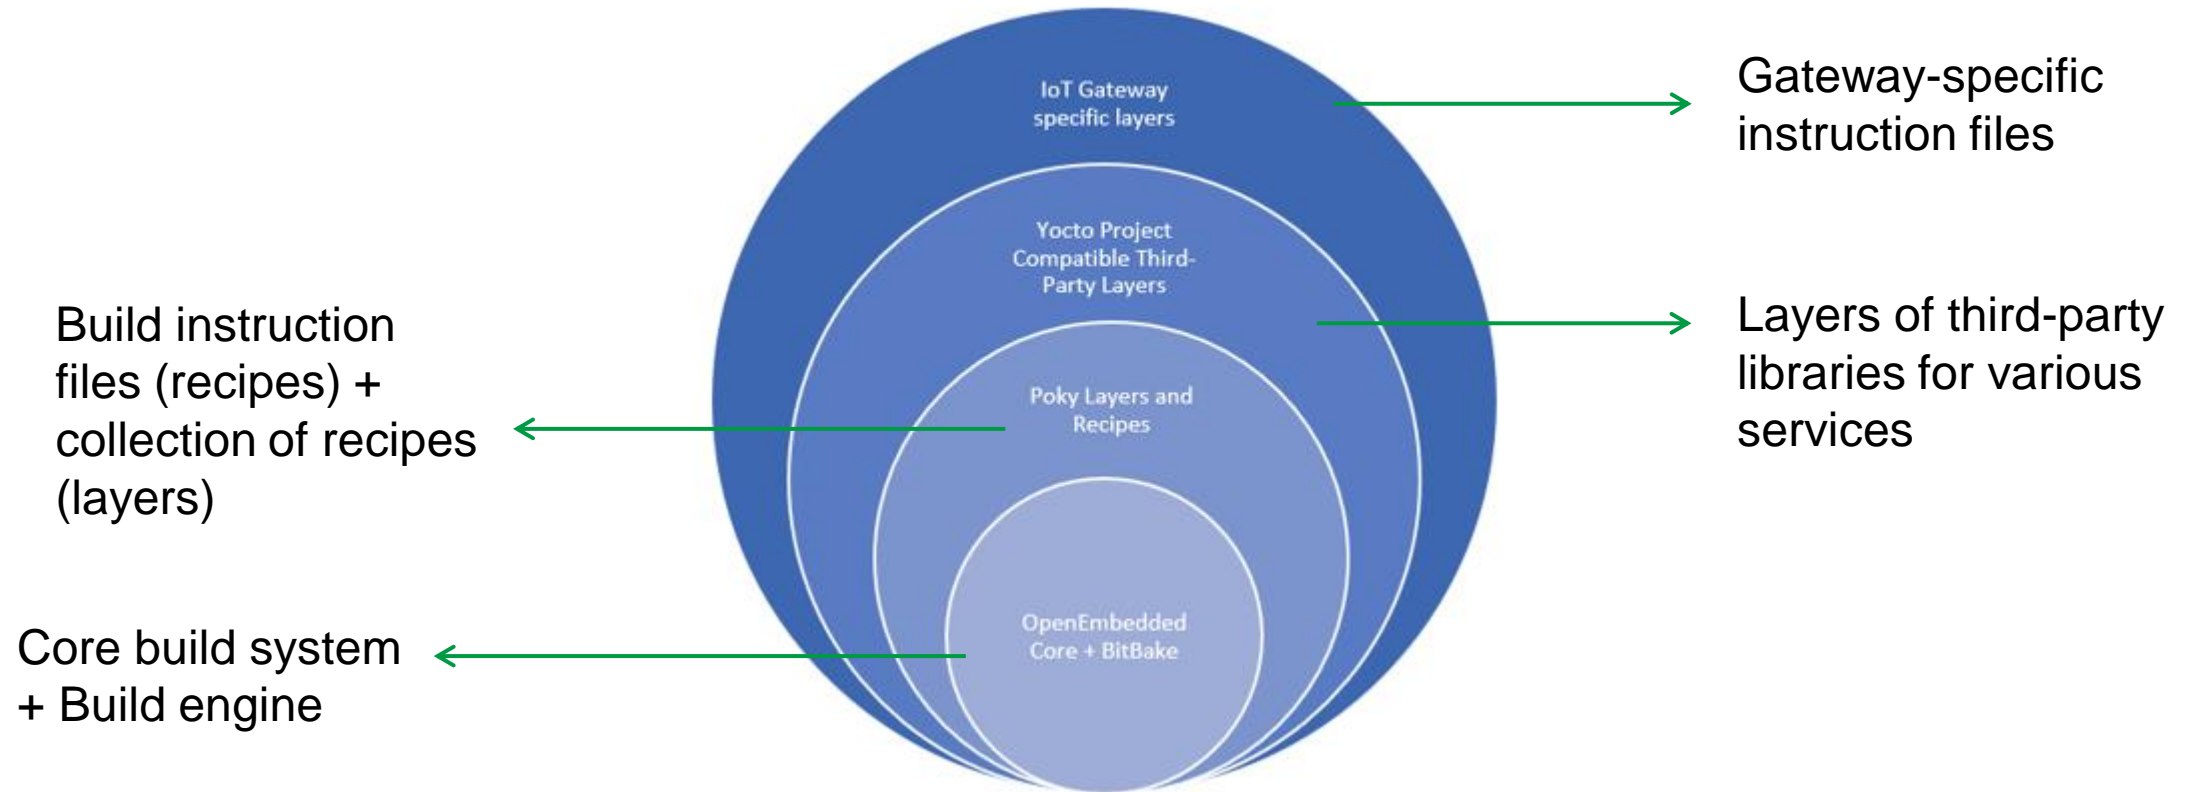 IoT Gateway
specific layers
Gateway-specific
instruction files
Yocto Project
Compatible Third-
Party Layers
Layers of third-party
libraries for various
services
Build instruction
files (recipes) +
collection of recipes
(layers)
Poky Layers and
Recipes
Core build system
+ Build engine
OpenEmbedded
Core + BitBake